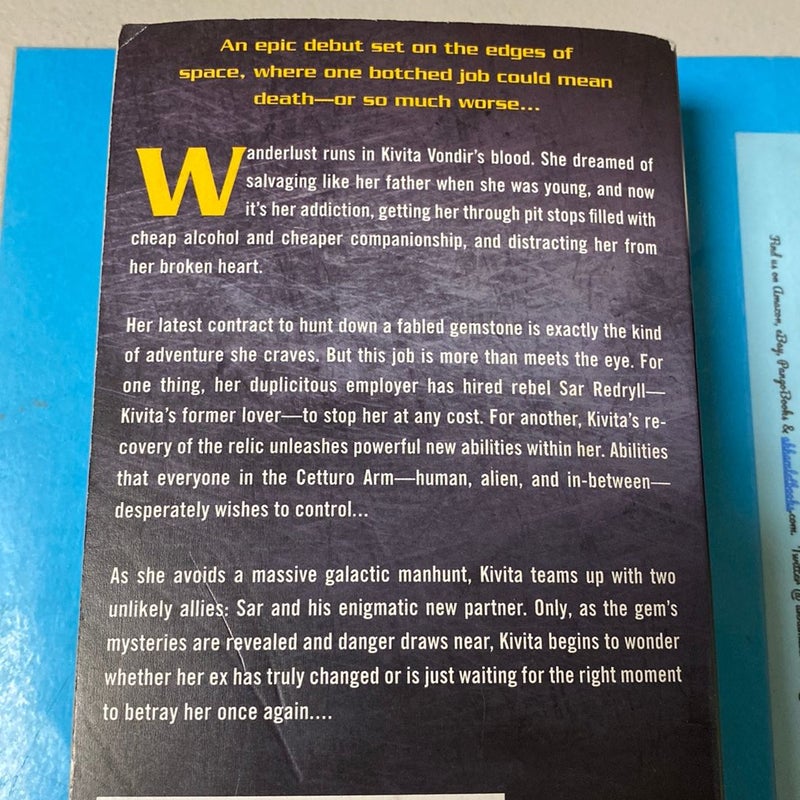 An epic debut set on the edges of
space, where one botched job could mean
death—or so much worse...
Wanderlust runs in Kivita Vondir's blood. She dreamed of
salvaging like her father when she was young, and now
it's her addiction, getting her through pit stops filled with
cheap alcohol and cheaper companionship, and distracting her from
her broken heart.
Her latest contract to hunt down a fabled gemstone is exactly the kind
of adventure she craves. But this job is more than meets the eye. For
one thing, her duplicitous employer has hired rebel Sar Redryll—
Kivita's former lover—to stop her at any cost. For another, Kivita's re-
covery of the relic unleashes powerful new abilities within her. Abilities
that everyone in the Cetturo Arm—human, alien, and in-between—
desperately wishes to control...
As she avoids a massive galactic manhunt, Kivita teams up with two
unlikely allies: Sar and his enigmatic new partner. Only, as the gem's
mysteries are revealed and danger draws near, Kivita begins to wonder
whether her ex has truly changed or is just waiting for the right moment
to betray her once again....
Find us on Amazon, eBay, PangoBooks & .com. Twitter @